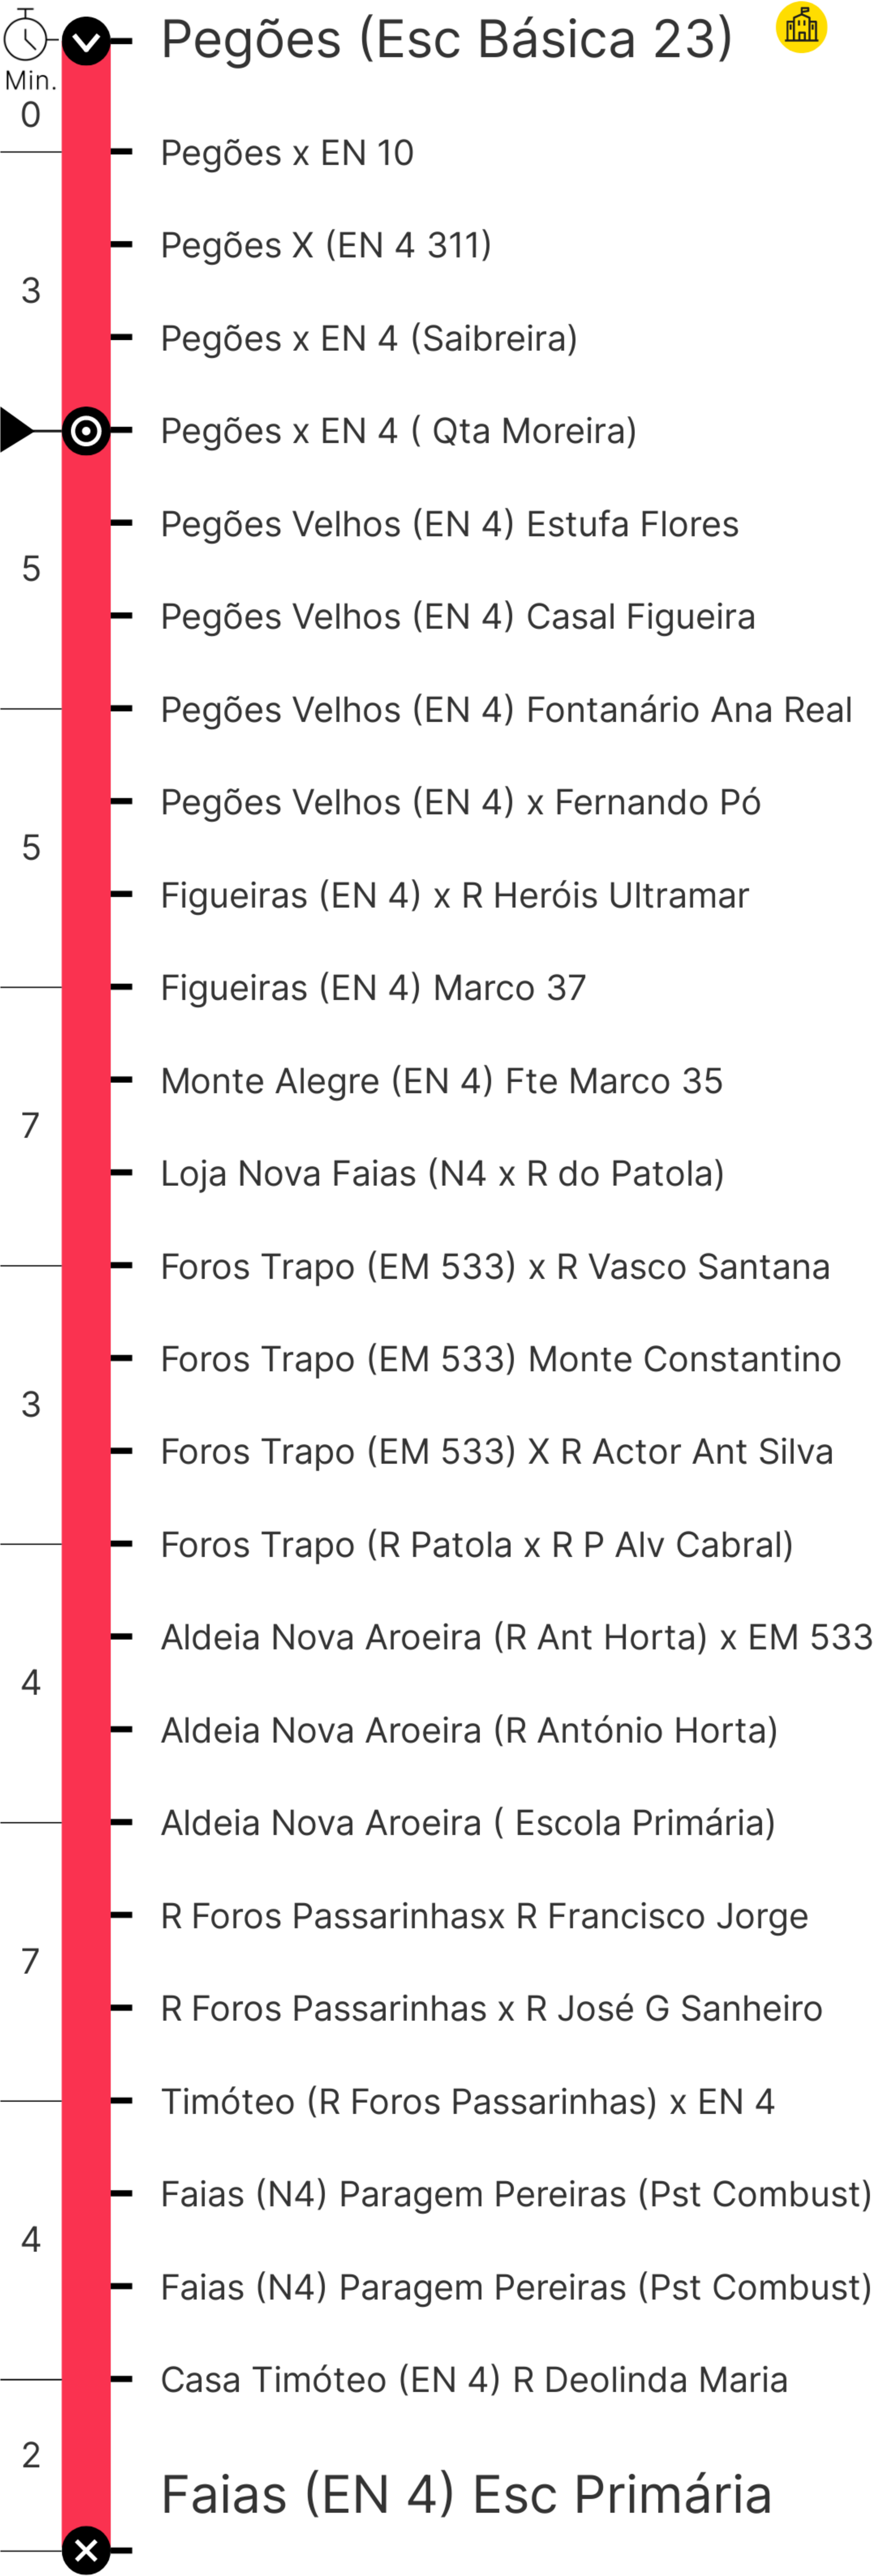 Pegões (Esc Básica 23)
Min.
0
Pegões x EN 10
Pegões X (EN 4 311)
3
Pegões x EN 4 (Saibreira)
Pegões x EN 4 ( Qta Moreira)
Pegões Velhos (EN 4) Estufa Flores
5
Pegões Velhos (EN 4) Casal Figueira
Pegões Velhos (EN 4) Fontanário Ana Real
Pegões Velhos (EN 4) x Fernando Pó
5
Figueiras (EN 4) x R Heróis Ultramar
Figueiras (EN 4) Marco 37
Monte Alegre (EN 4) Fte Marco 35
7
Loja Nova Faias (N4 x R do Patola)
Foros Trapo (EM 533) x R Vasco Santana
Foros Trapo (EM 533) Monte Constantino
3
Foros Trapo (EM 533) X R Actor Ant Silva
Foros Trapo (R Patola x R P Alv Cabral)
Aldeia Nova Aroeira (R Ant Horta) x EM 533
4
Aldeia Nova Aroeira (R António Horta)
Aldeia Nova Aroeira ( Escola Primária)
R Foros Passarinhasx R Francisco Jorge
7
R Foros Passarinhas x R José G Sanheiro
Timóteo (R Foros Passarinhas) x EN 4
Faias (N4) Paragem Pereiras (Pst Combust)
4
Faias (N4) Paragem Pereiras (Pst Combust)
Casa Timóteo (EN 4) R Deolinda Maria
2
Faias (EN 4) Esc Primária